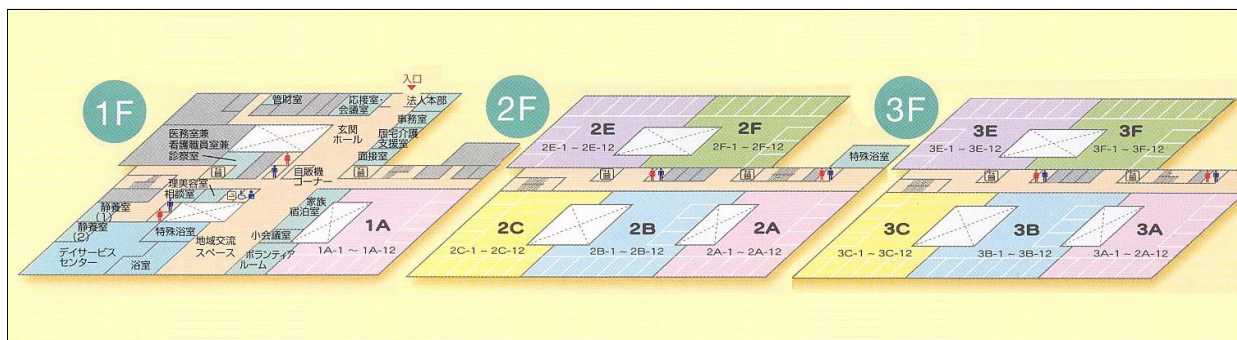 1F
入口
管財室
応接室・
会議室
法人本部
事務室
医務室兼
看護職員室兼
診察室
玄関
ホール
居宅介護
支援室
面接室
自販機
コーナー
理美容室
相談室
静養室
(1)
静養室
(2)
家族
宿泊室
特殊浴室
地域交流
スペース
小会議室
デイサービス
センター
浴室
ボランティア
ルーム
1A
1A-1 ~ 1A-12
2F
2E
2E-1 ~ 2E-12
2F
2F-1 ~ 2F-12
特殊浴室
2C
2C-1 ~ 2C-12
2B
2B-1 ~ 2B-12
2A
2A-1 ~ 2A-12
3F
3E
3E-1 ~ 3E-12
3F
3F-1 ~ 3F-12
3C
3C-1 ~ 3C-12
3B
3B-1 ~ 3B-12
3A
3A-1 ~ 2A-12